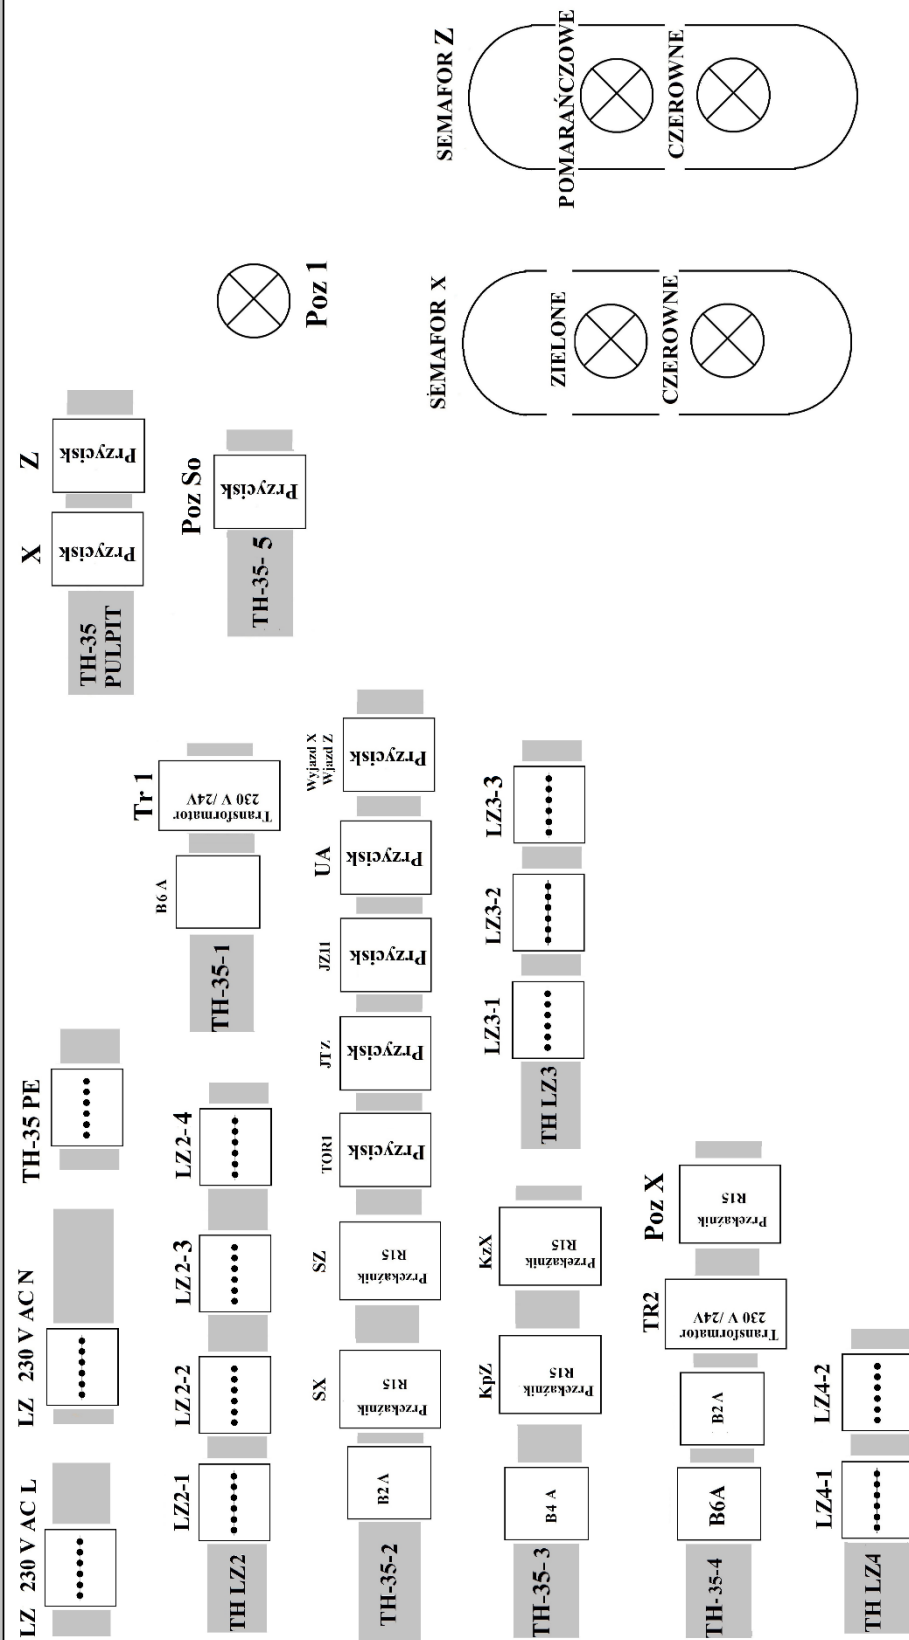 LZ 230 V AC L
LZ 230 V AC N
TH-35 PE
X
Z
TH-35
PULPIT
Przycisk
Przycisk
LZ2-1
LZ2-2
LZ2-3
LZ2-4
TH LZ2
B6 A
Tr 1
TH-35-1
Transformator
230 V /24V
Poz So
TH-35- 5
Przycisk
Poz 1
SX
SZ
TOR1
JTZ
JZ11
UA
Wyjazd X
Wjazd Z
TH-35-2
B2 A
Przekaźnik
R15
Przekaźnik
R15
Przycisk
Przycisk
Przycisk
Przycisk
Przycisk
KpZ
KzX
TH-35- 3
B4 A
Przekaźnik
R15
Przekaźnik
R15
LZ3-1
LZ3-2
LZ3-3
TH LZ3
SEMAFOR X
ZIELONE
CZEROWNE
SEMAFOR Z
POMARAŃCZOWE
CZEROWNE
TR2
Poz X
TH-35-4
B6A
B2 A
Transformator
230 V /24V
Przekaźnik
R15
LZ4-1
LZ4-2
TH LZ4